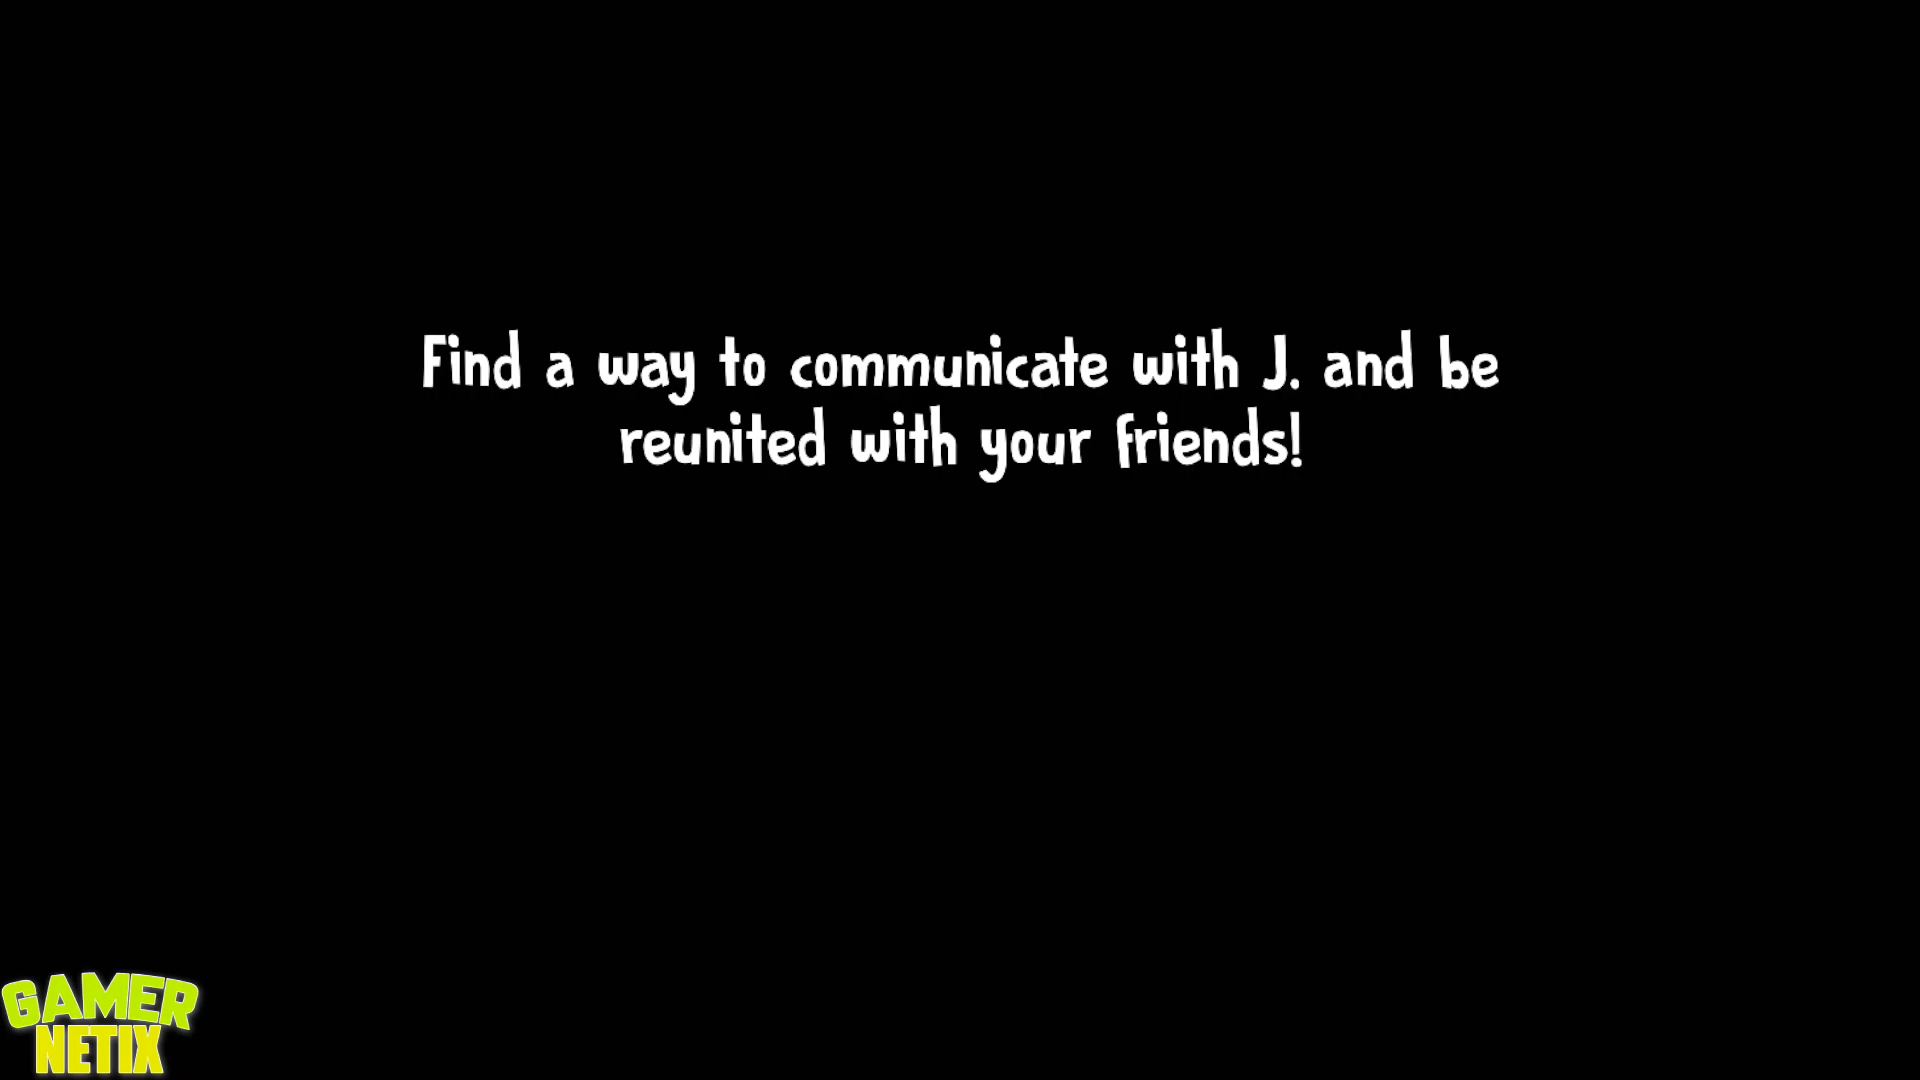 Find a way to communicate with J. and be
reunited with your friends!
GAMER
NETIX